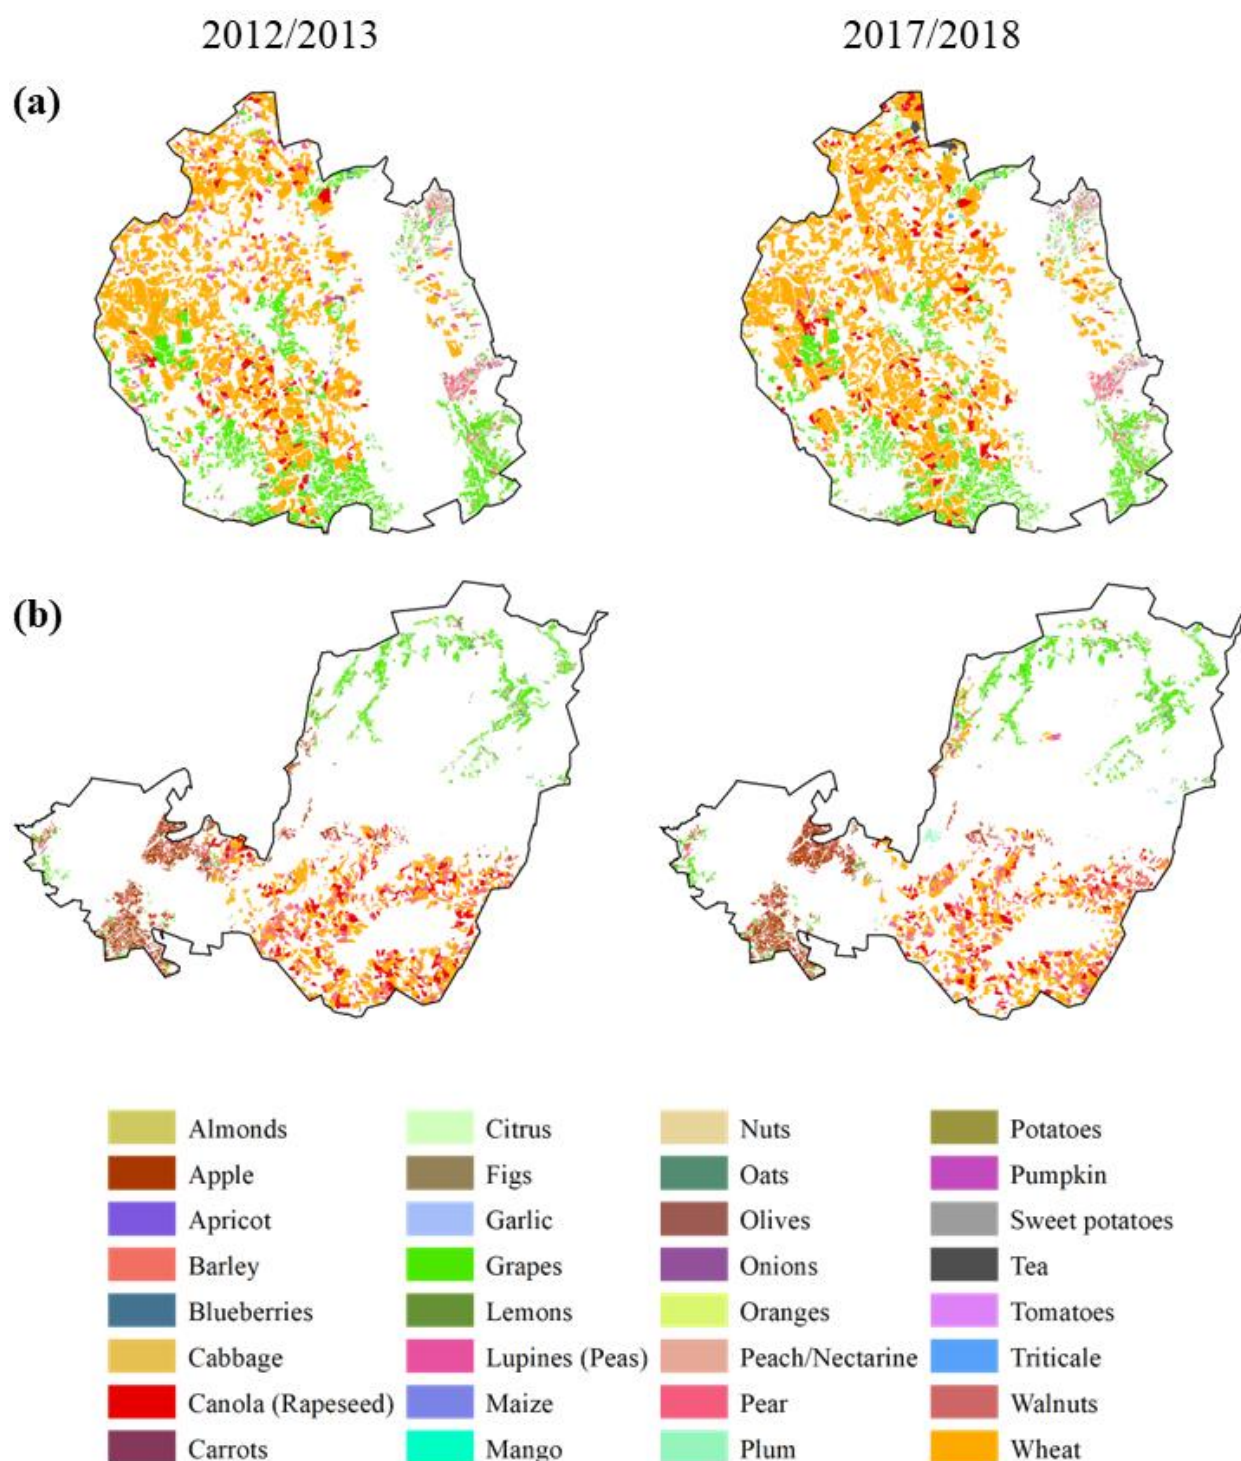 2012/2013 2017/2018
(a)
(b)
Almonds Citrus Nuts Potatoes
Apple Figs Oats Pumpkin
Apricot Garlic Olives Sweet potatoes
Barley Grapes Onions Tea
Blueberries Lemons Oranges Tomatoes
Cabbage Lupines (Peas) Peach/Nectarine Triticale
Canola (Rapeseed) Maize Pear Walnuts
Carrots Mango Plum Wheat